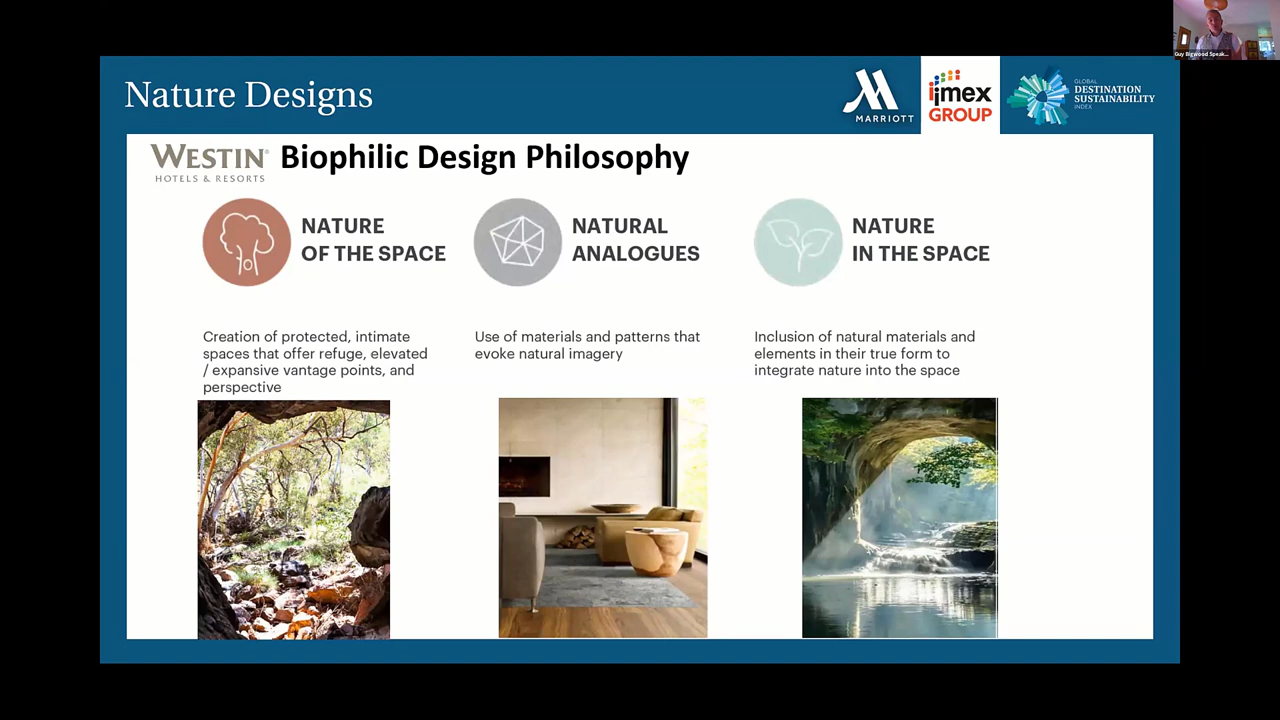 Guy Bigwood Speak...
Nature Designs
MARRIOTT
imex
GROUP
GLOBAL
DESTINATION
SUSTAINABILITY
INDEX
WESTIN®
HOTELS & RESORTS
Biophilic Design Philosophy
NATURE
OF THE SPACE
NATURAL
ANALOGUES
NATURE
IN THE SPACE
Creation of protected, intimate
spaces that offer refuge, elevated
/ expansive vantage points, and
perspective
Use of materials and patterns that
evoke natural imagery
Inclusion of natural materials and
elements in their true form to
integrate nature into the space